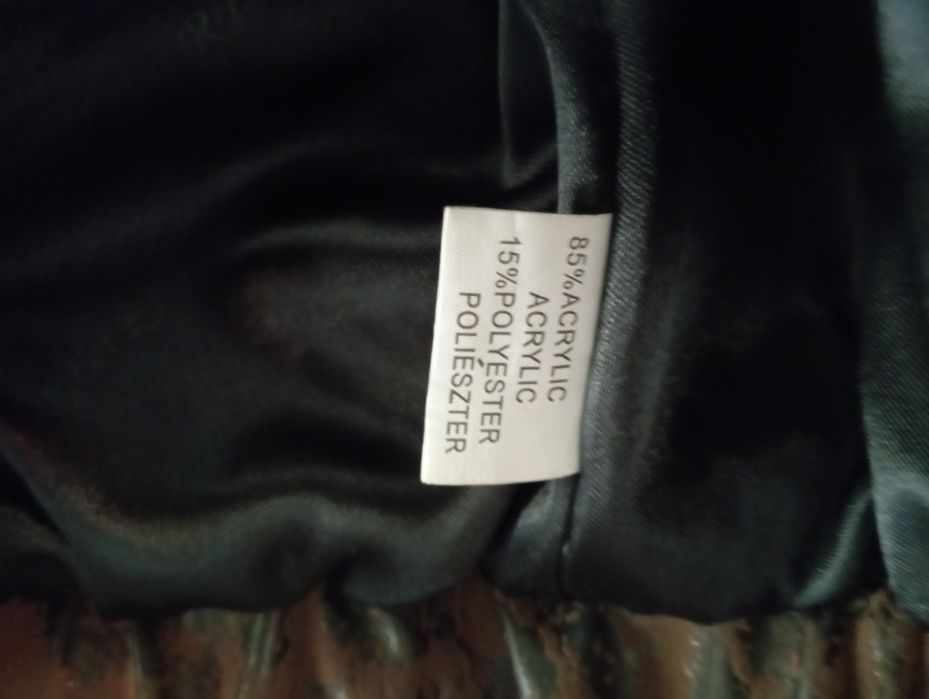 85%ACRYLIC
ACRYLIC
15%POLYESTER
POLIÉSZTER